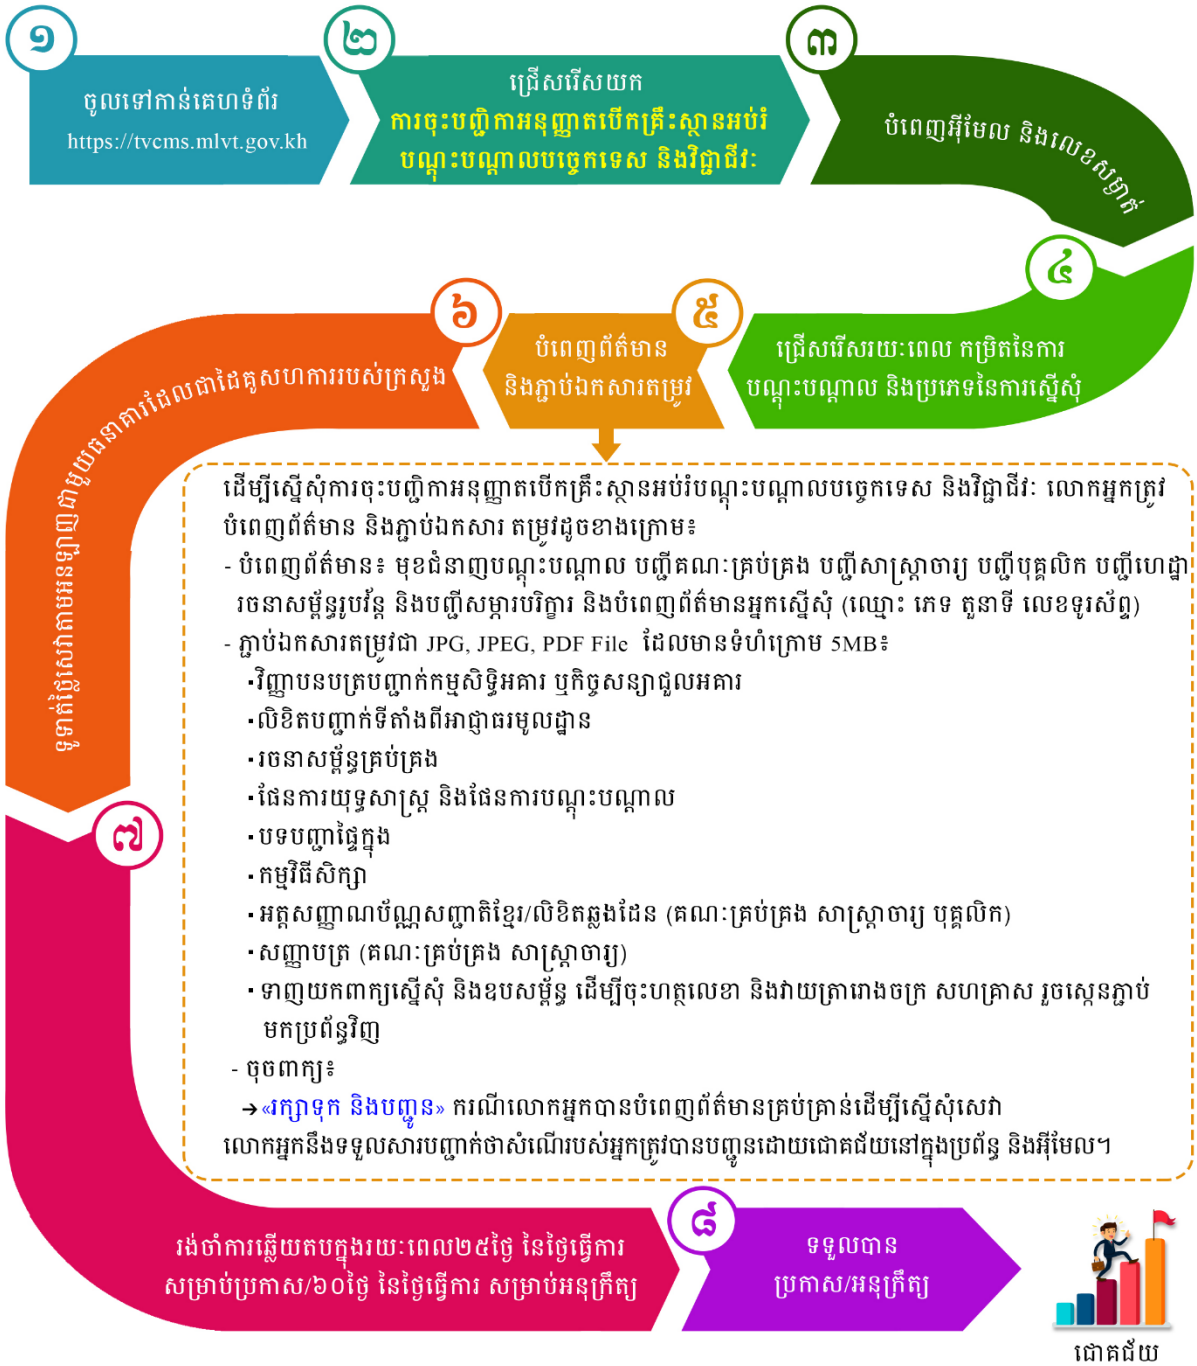 ១
ចូលទៅកាន់គេហទំព័រ
https://tvcms.mlvt.gov.kh
២
ជ្រើសរើសយក
ការចុះបញ្ជិកាអនុញ្ញាតបើកគ្រឹះស្ថានអប់រំ
បណ្តុះបណ្តាលបច្ចេកទេស និងវិជ្ជាជីវៈ
៣
បំពេញអ៊ីមែល និងលេខសម្ងាត់
៤
ជ្រើសរើសរយៈពេល កម្រិតនៃការ
បណ្តុះបណ្តាល និងប្រភេទនៃការស្នើសុំ
៥
បំពេញព័ត៌មាន
និងភ្ជាប់ឯកសារតម្រូវ
៦
ទូទាត់ថ្លៃសេវាតាមអនឡាញជាមួយធនាគារដែលជាដៃគូសហការរបស់ក្រសួង
ដើម្បីស្នើសុំការចុះបញ្ជិកាអនុញ្ញាតបើកគ្រឹះស្ថានអប់រំបណ្តុះបណ្តាលបច្ចេកទេស និងវិជ្ជាជីវៈ លោកអ្នកត្រូវ
បំពេញព័ត៌មាន និងភ្ជាប់ឯកសារ តម្រូវដូចខាងក្រោម៖
- បំពេញព័ត៌មាន៖ មុខជំនាញបណ្តុះបណ្តាល បញ្ជីគណៈគ្រប់គ្រង បញ្ជីសាស្ត្រាចារ្យ បញ្ជីបុគ្គលិក បញ្ជីហេដ្ឋា
រចនាសម្ព័ន្ធរូបវ័ន្ត និងបញ្ជីសម្ភារបរិក្ខារ និងបំពេញព័ត៌មានអ្នកស្នើសុំ (ឈ្មោះ ភេទ តួនាទី លេខទូរស័ព្ទ)
- ភ្ជាប់ឯកសារតម្រូវជា JPG, JPEG, PDF File ដែលមានទំហំក្រោម 5MB៖
▪ វិញ្ញាបនបត្របញ្ជាក់កម្មសិទ្ធិអគារ ឬកិច្ចសន្យាជួលអគារ
▪ លិខិតបញ្ជាក់ទីតាំងពីអាជ្ញាធរមូលដ្ឋាន
▪ រចនាសម្ព័ន្ធគ្រប់គ្រង
▪ ផែនការយុទ្ធសាស្ត្រ និងផែនការបណ្តុះបណ្តាល
▪ បទបញ្ជាផ្ទៃក្នុង
▪ កម្មវិធីសិក្សា
▪ អត្តសញ្ញាណប័ណ្ណសញ្ជាតិខ្មែរ/លិខិតឆ្លងដែន (គណៈគ្រប់គ្រង សាស្ត្រាចារ្យ បុគ្គលិក)
▪ សញ្ញាបត្រ (គណៈគ្រប់គ្រង សាស្ត្រាចារ្យ)
▪ ទាញយកពាក្យស្នើសុំ និងឧបសម្ព័ន្ធ ដើម្បីចុះហត្ថលេខា និងវាយត្រារោងចក្រ សហគ្រាស រួចស្កេនភ្ជាប់
មកប្រព័ន្ធវិញ
- ចុចពាក្យ៖
➔ «រក្សាទុក និងបញ្ជូន» ករណីលោកអ្នកបានបំពេញព័ត៌មានគ្រប់គ្រាន់ដើម្បីស្នើសុំសេវា
លោកអ្នកនឹងទទួលសារបញ្ជាក់ថាសំណើរបស់អ្នកត្រូវបានបញ្ជូនដោយជោគជ័យនៅក្នុងប្រព័ន្ធ និងអ៊ីមែល។
៧
រង់ចាំការឆ្លើយតបក្នុងរយៈពេល២៥ថ្ងៃ នៃថ្ងៃធ្វើការ
សម្រាប់ប្រកាស/៦០ថ្ងៃ នៃថ្ងៃធ្វើការ សម្រាប់អនុក្រឹត្យ
៨
ទទួលបាន
ប្រកាស/អនុក្រឹត្យ
ជោគជ័យ